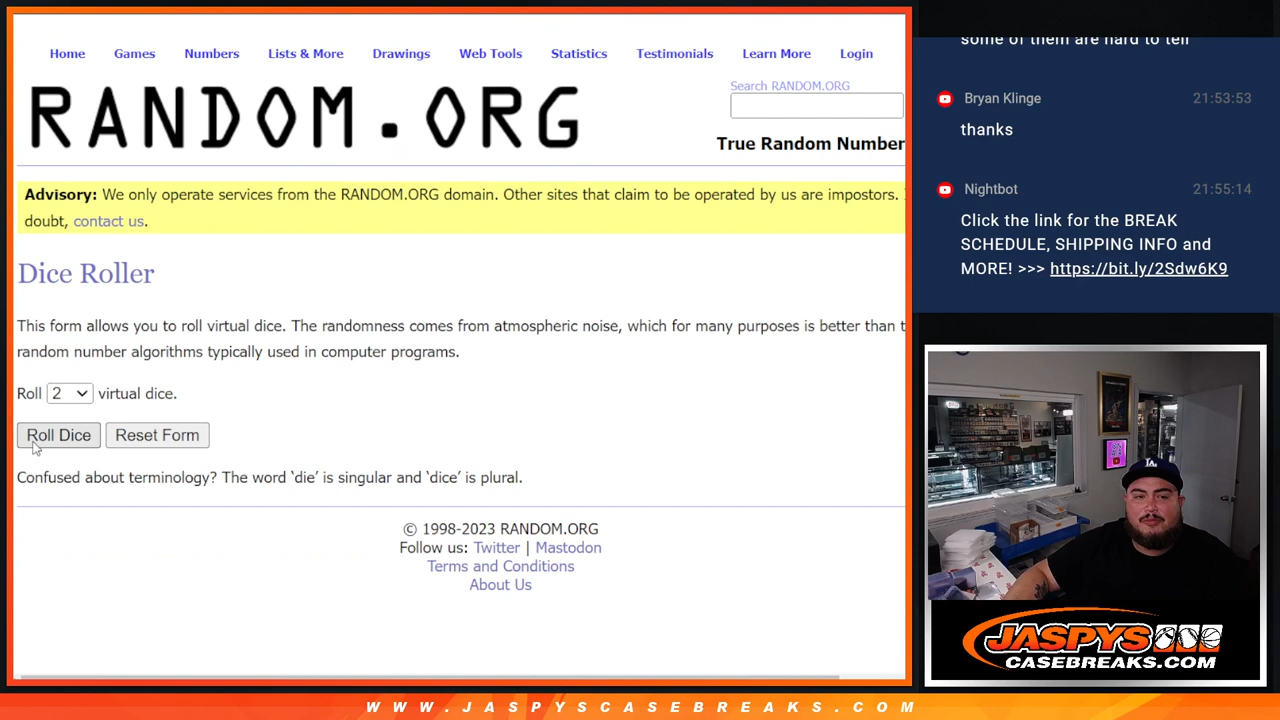 Home Games Numbers Lists & More Drawings Web Tools Statistics Testimonials Learn More Login
RANDOM.ORG
Search RANDOM.ORG
True Random Number
Advisory: We only operate services from the RANDOM.ORG domain. Other sites that claim to be operated by us are impostors.
doubt, contact us.
Dice Roller
This form allows you to roll virtual dice. The randomness comes from atmospheric noise, which for many purposes is better than t
random number algorithms typically used in computer programs.
Roll 2 virtual dice.
Roll Dice Reset Form
Confused about terminology? The word ‘die’ is singular and ‘dice’ is plural.
© 1998-2023 RANDOM.ORG
Follow us: Twitter | Mastodon
Terms and Conditions
About Us
some of them are hard to tell
Bryan Klinge 21:53:53
thanks
Nightbot 21:55:14
Click the link for the BREAK
SCHEDULE, SHIPPING INFO and
MORE! >>> https://bit.ly/2Sdw6K9
LA
JASPYS
CASEBREAKS.COM
WWW.JASPYSCASEBREAKS.COM